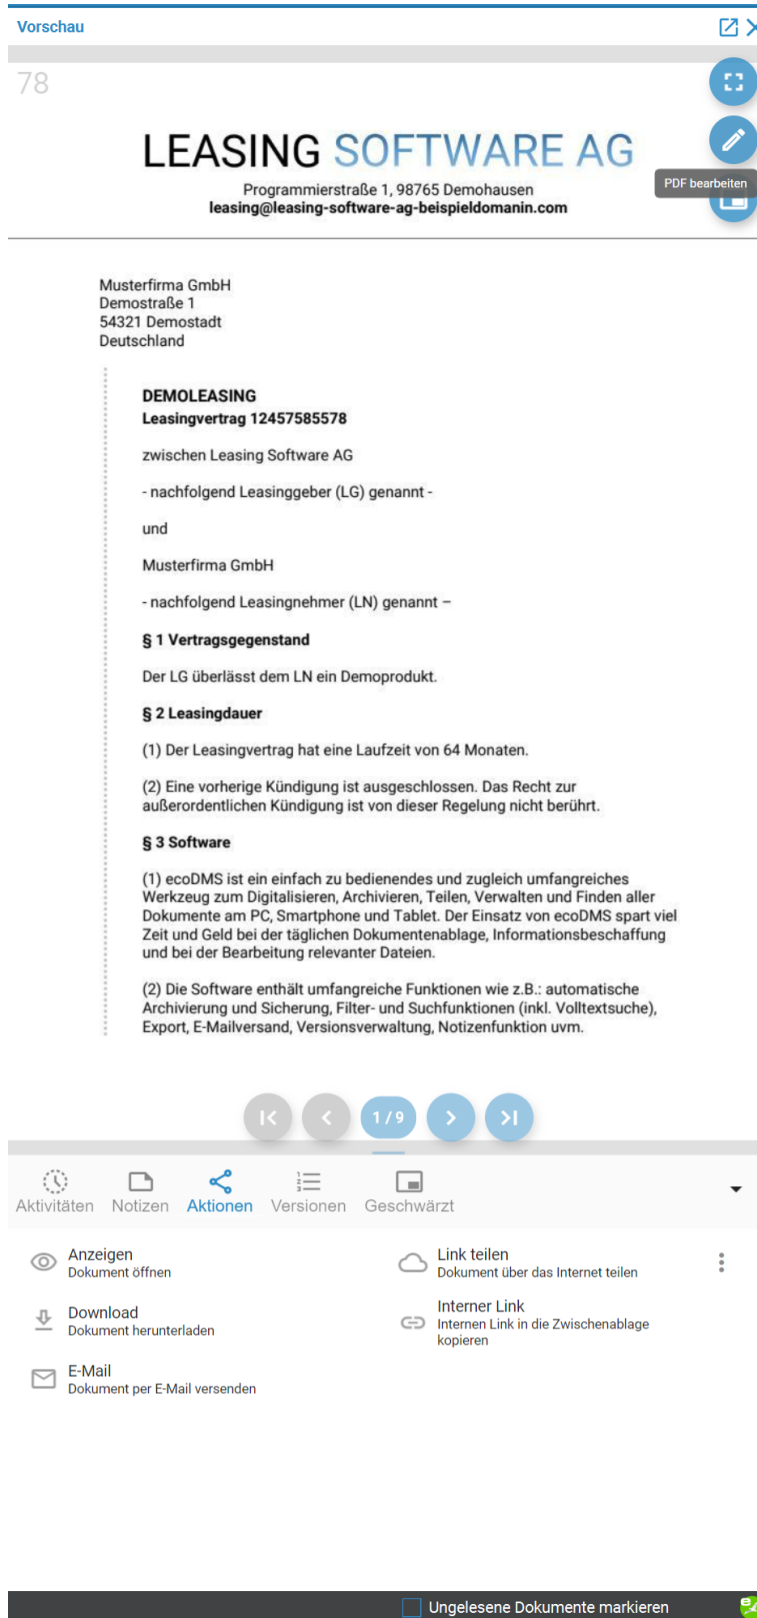 Vorschau
78
LEASING SOFTWARE AG
Programmierstraße 1, 98765 Demohausen
leasing@leasing-software-ag-beispieldomanin.com
PDF bearbeiten
Musterfirma GmbH
Demostraße 1
54321 Demostadt
Deutschland
DEMOLEASING
Leasingvertrag 12457585578
zwischen Leasing Software AG
- nachfolgend Leasinggeber (LG) genannt -
und
Musterfirma GmbH
- nachfolgend Leasingnehmer (LN) genannt –
§ 1 Vertragsgegenstand
Der LG überlässt dem LN ein Demoprodukt.
§ 2 Leasingdauer
(1) Der Leasingvertrag hat eine Laufzeit von 64 Monaten.
(2) Eine vorherige Kündigung ist ausgeschlossen. Das Recht zur
außerordentlichen Kündigung ist von dieser Regelung nicht berührt.
§ 3 Software
(1) ecoDMS ist ein einfach zu bedienendes und zugleich umfangreiches
Werkzeug zum Digitalisieren, Archivieren, Teilen, Verwalten und Finden aller
Dokumente am PC, Smartphone und Tablet. Der Einsatz von ecoDMS spart viel
Zeit und Geld bei der täglichen Dokumentenablage, Informationsbeschaffung
und bei der Bearbeitung relevanter Dateien.
(2) Die Software enthält umfangreiche Funktionen wie z.B.: automatische
Archivierung und Sicherung, Filter- und Suchfunktionen (inkl. Volltextsuche),
Export, E-Mailversand, Versionsverwaltung, Notizenfunktion uvm.
1 / 9
Aktivitäten Notizen Aktionen Versionen Geschwärzt
Anzeigen
Dokument öffnen
Link teilen
Dokument über das Internet teilen
Download
Dokument herunterladen
Interner Link
Internen Link in die Zwischenablage
kopieren
E-Mail
Dokument per E-Mail versenden
Ungelesene Dokumente markieren